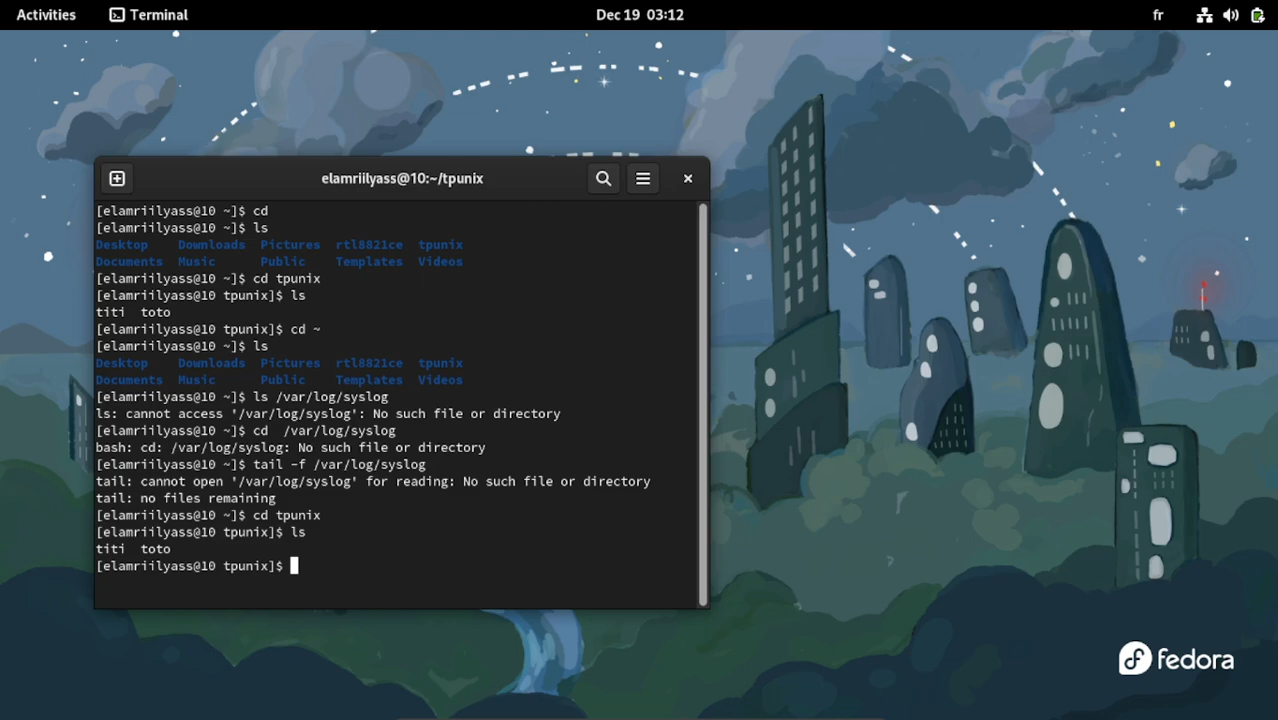 Activities Terminal Dec 19 03:12 fr
elamriilyass@10:~/tpunix
[elamriilyass@10 ~]$ cd
[elamriilyass@10 ~]$ ls
Desktop Downloads Pictures rtl8821ce tpunix
Documents Music Public Templates Videos
[elamriilyass@10 ~]$ cd tpunix
[elamriilyass@10 tpunix]$ ls
titi toto
[elamriilyass@10 tpunix]$ cd ~
[elamriilyass@10 ~]$ ls
Desktop Downloads Pictures rtl8821ce tpunix
Documents Music Public Templates Videos
[elamriilyass@10 ~]$ ls /var/log/syslog
ls: cannot access '/var/log/syslog': No such file or directory
[elamriilyass@10 ~]$ cd  /var/log/syslog
bash: cd: /var/log/syslog: No such file or directory
[elamriilyass@10 ~]$ tail -f /var/log/syslog
tail: cannot open '/var/log/syslog' for reading: No such file or directory
tail: no files remaining
[elamriilyass@10 ~]$ cd tpunix
[elamriilyass@10 tpunix]$ ls
titi toto
[elamriilyass@10 tpunix]$
fedora